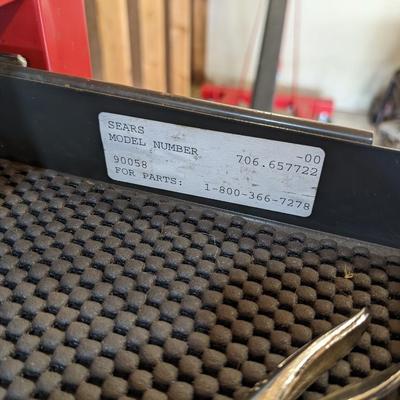 SEARS -00
MODEL NUMBER 706.657722
90058
FOR PARTS: 1-800-366-7278